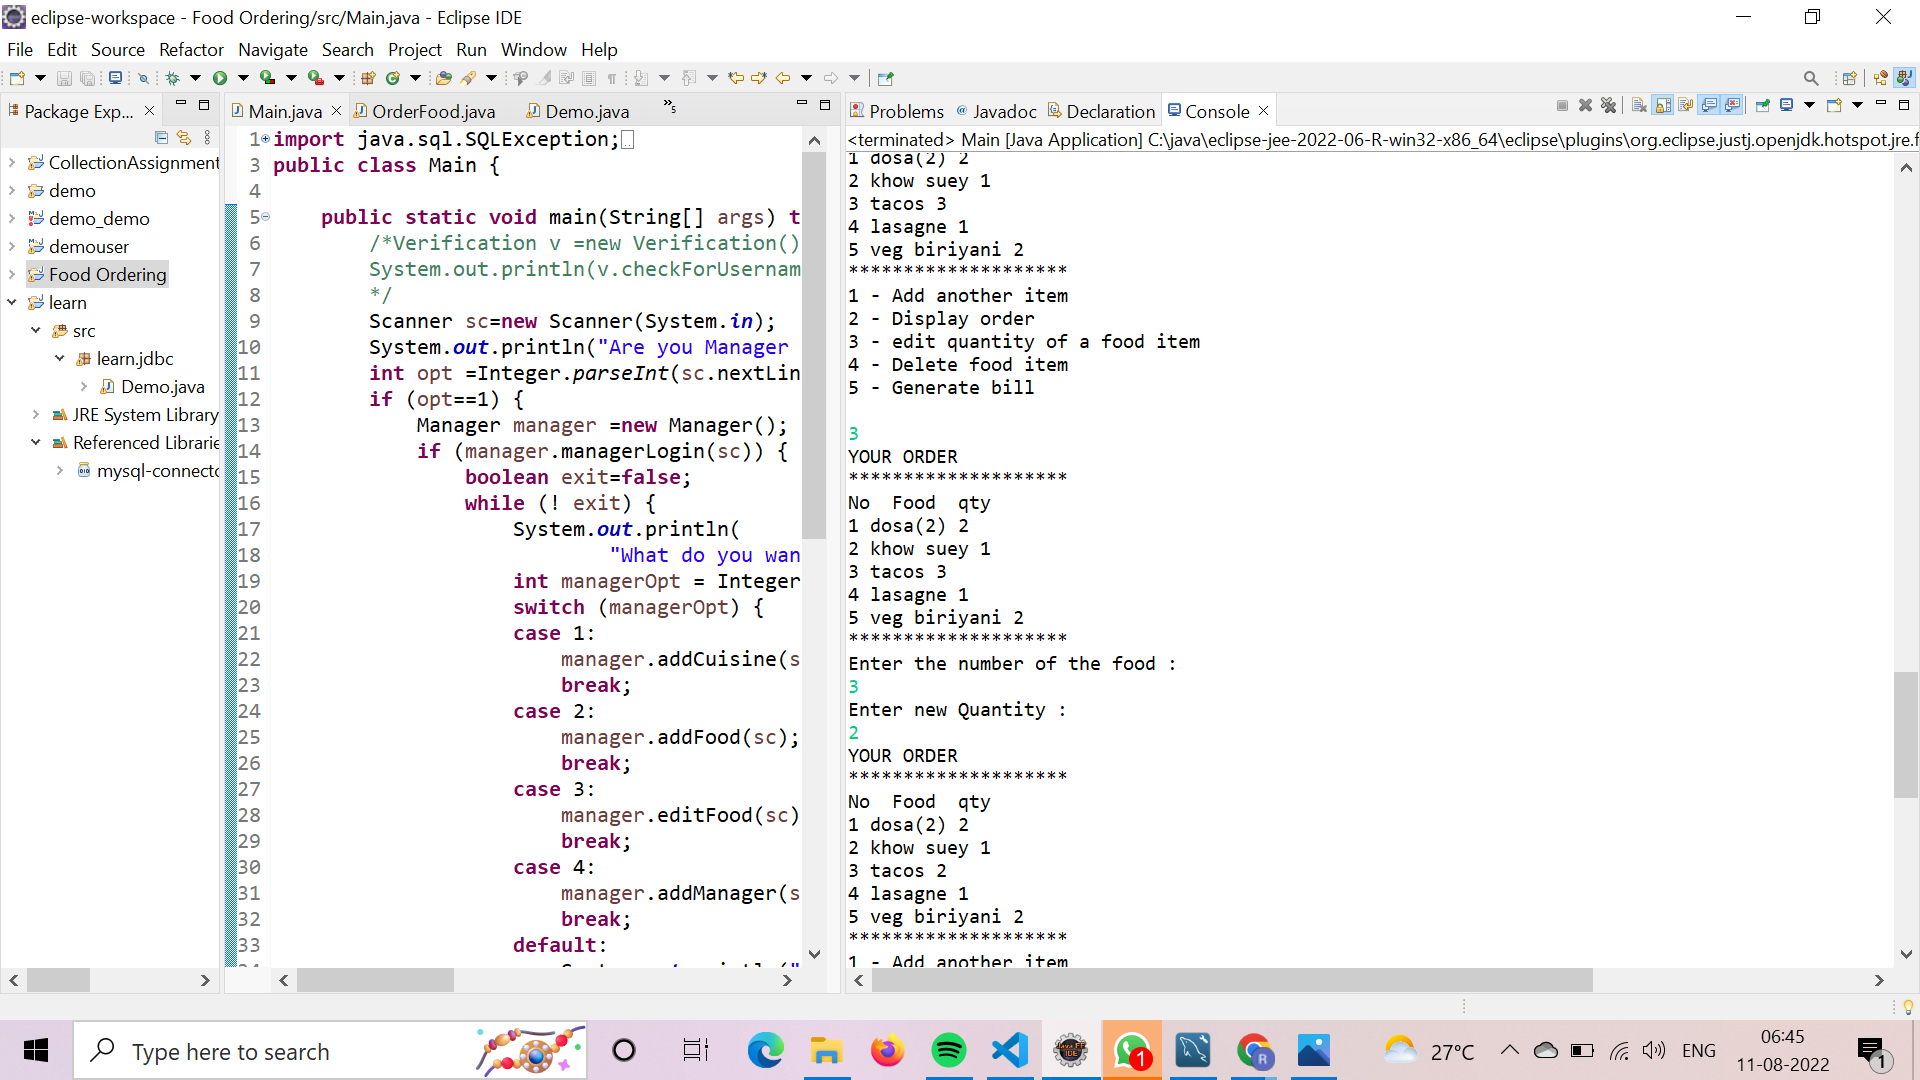 eclipse-workspace - Food Ordering/src/Main.java - Eclipse IDE
File Edit Source Refactor Navigate Search Project Run Window Help
Package Exp...
CollectionAssignment
demo
demo_demo
demouser
Food Ordering
learn
src
learn.jdbc
Demo.java
JRE System Library
Referenced Librarie
mysql-connecto
Main.java OrderFood.java Demo.java »5
1 import java.sql.SQLException;
3 public class Main {
4
5 public static void main(String[] args) t
6 /*Verification v =new Verification()
7 System.out.println(v.checkForUsernam
8 */
9 Scanner sc=new Scanner(System.in);
10 System.out.println("Are you Manager
11 int opt =Integer.parseInt(sc.nextLin
12 if (opt==1) {
13 Manager manager =new Manager();
14 if (manager.managerLogin(sc)) {
15 boolean exit=false;
16 while (! exit) {
17 System.out.println(
18 "What do you wan
19 int managerOpt = Integer
20 switch (managerOpt) {
21 case 1:
22 manager.addCuisine(s
23 break;
24 case 2:
25 manager.addFood(sc);
26 break;
27 case 3:
28 manager.editFood(sc)
29 break;
30 case 4:
31 manager.addManager(s
32 break;
33 default:
Problems Javadoc Declaration Console
<terminated> Main [Java Application] C:\java\eclipse-jee-2022-06-R-win32-x86_64\eclipse\plugins\org.eclipse.justj.openjdk.hotspot.jre.f
1 dosa(2) 2
2 khow suey 1
3 tacos 3
4 lasagne 1
5 veg biriyani 2
********************
1 - Add another item
2 - Display order
3 - edit quantity of a food item
4 - Delete food item
5 - Generate bill
3
YOUR ORDER
********************
No Food qty
1 dosa(2) 2
2 khow suey 1
3 tacos 3
4 lasagne 1
5 veg biriyani 2
********************
Enter the number of the food :
3
Enter new Quantity :
2
YOUR ORDER
********************
No Food qty
1 dosa(2) 2
2 khow suey 1
3 tacos 2
4 lasagne 1
5 veg biriyani 2
********************
1 - Add another item
Type here to search
1
R
27°C
ENG
06:45
11-08-2022
1